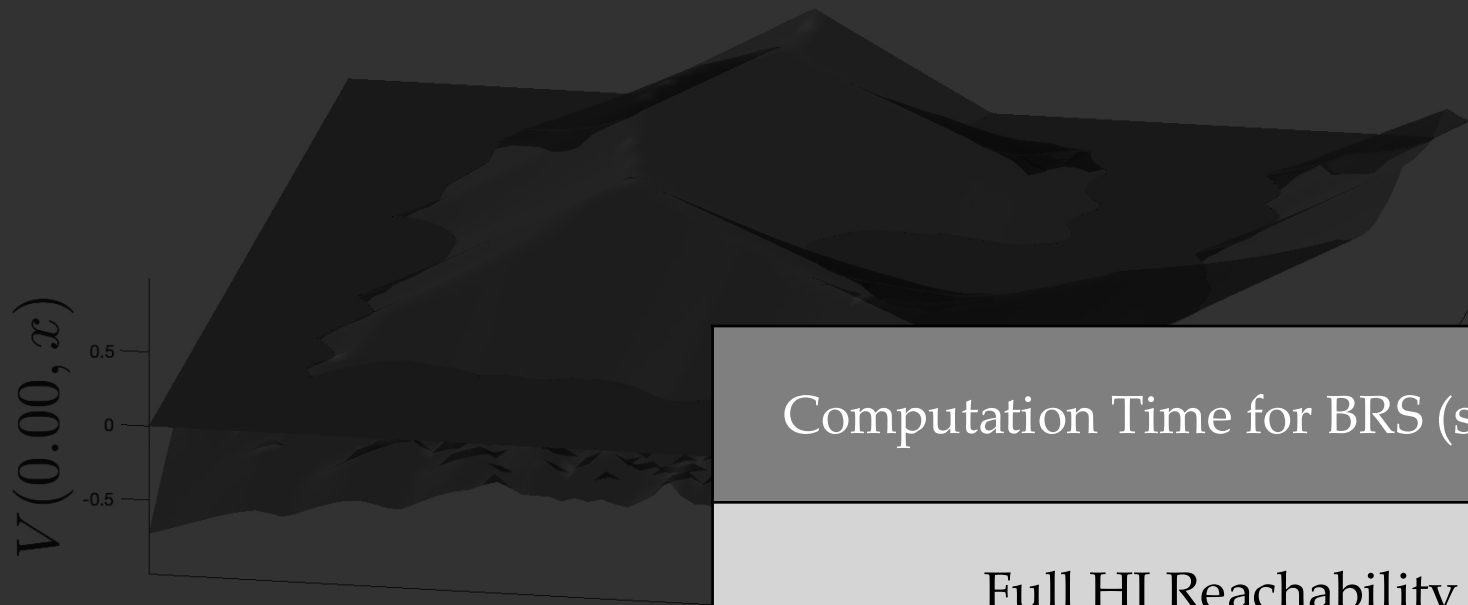 V(0.00, x)
0.5
0
-0.5
Computation Time for BRS (s
Full HJ Reachability